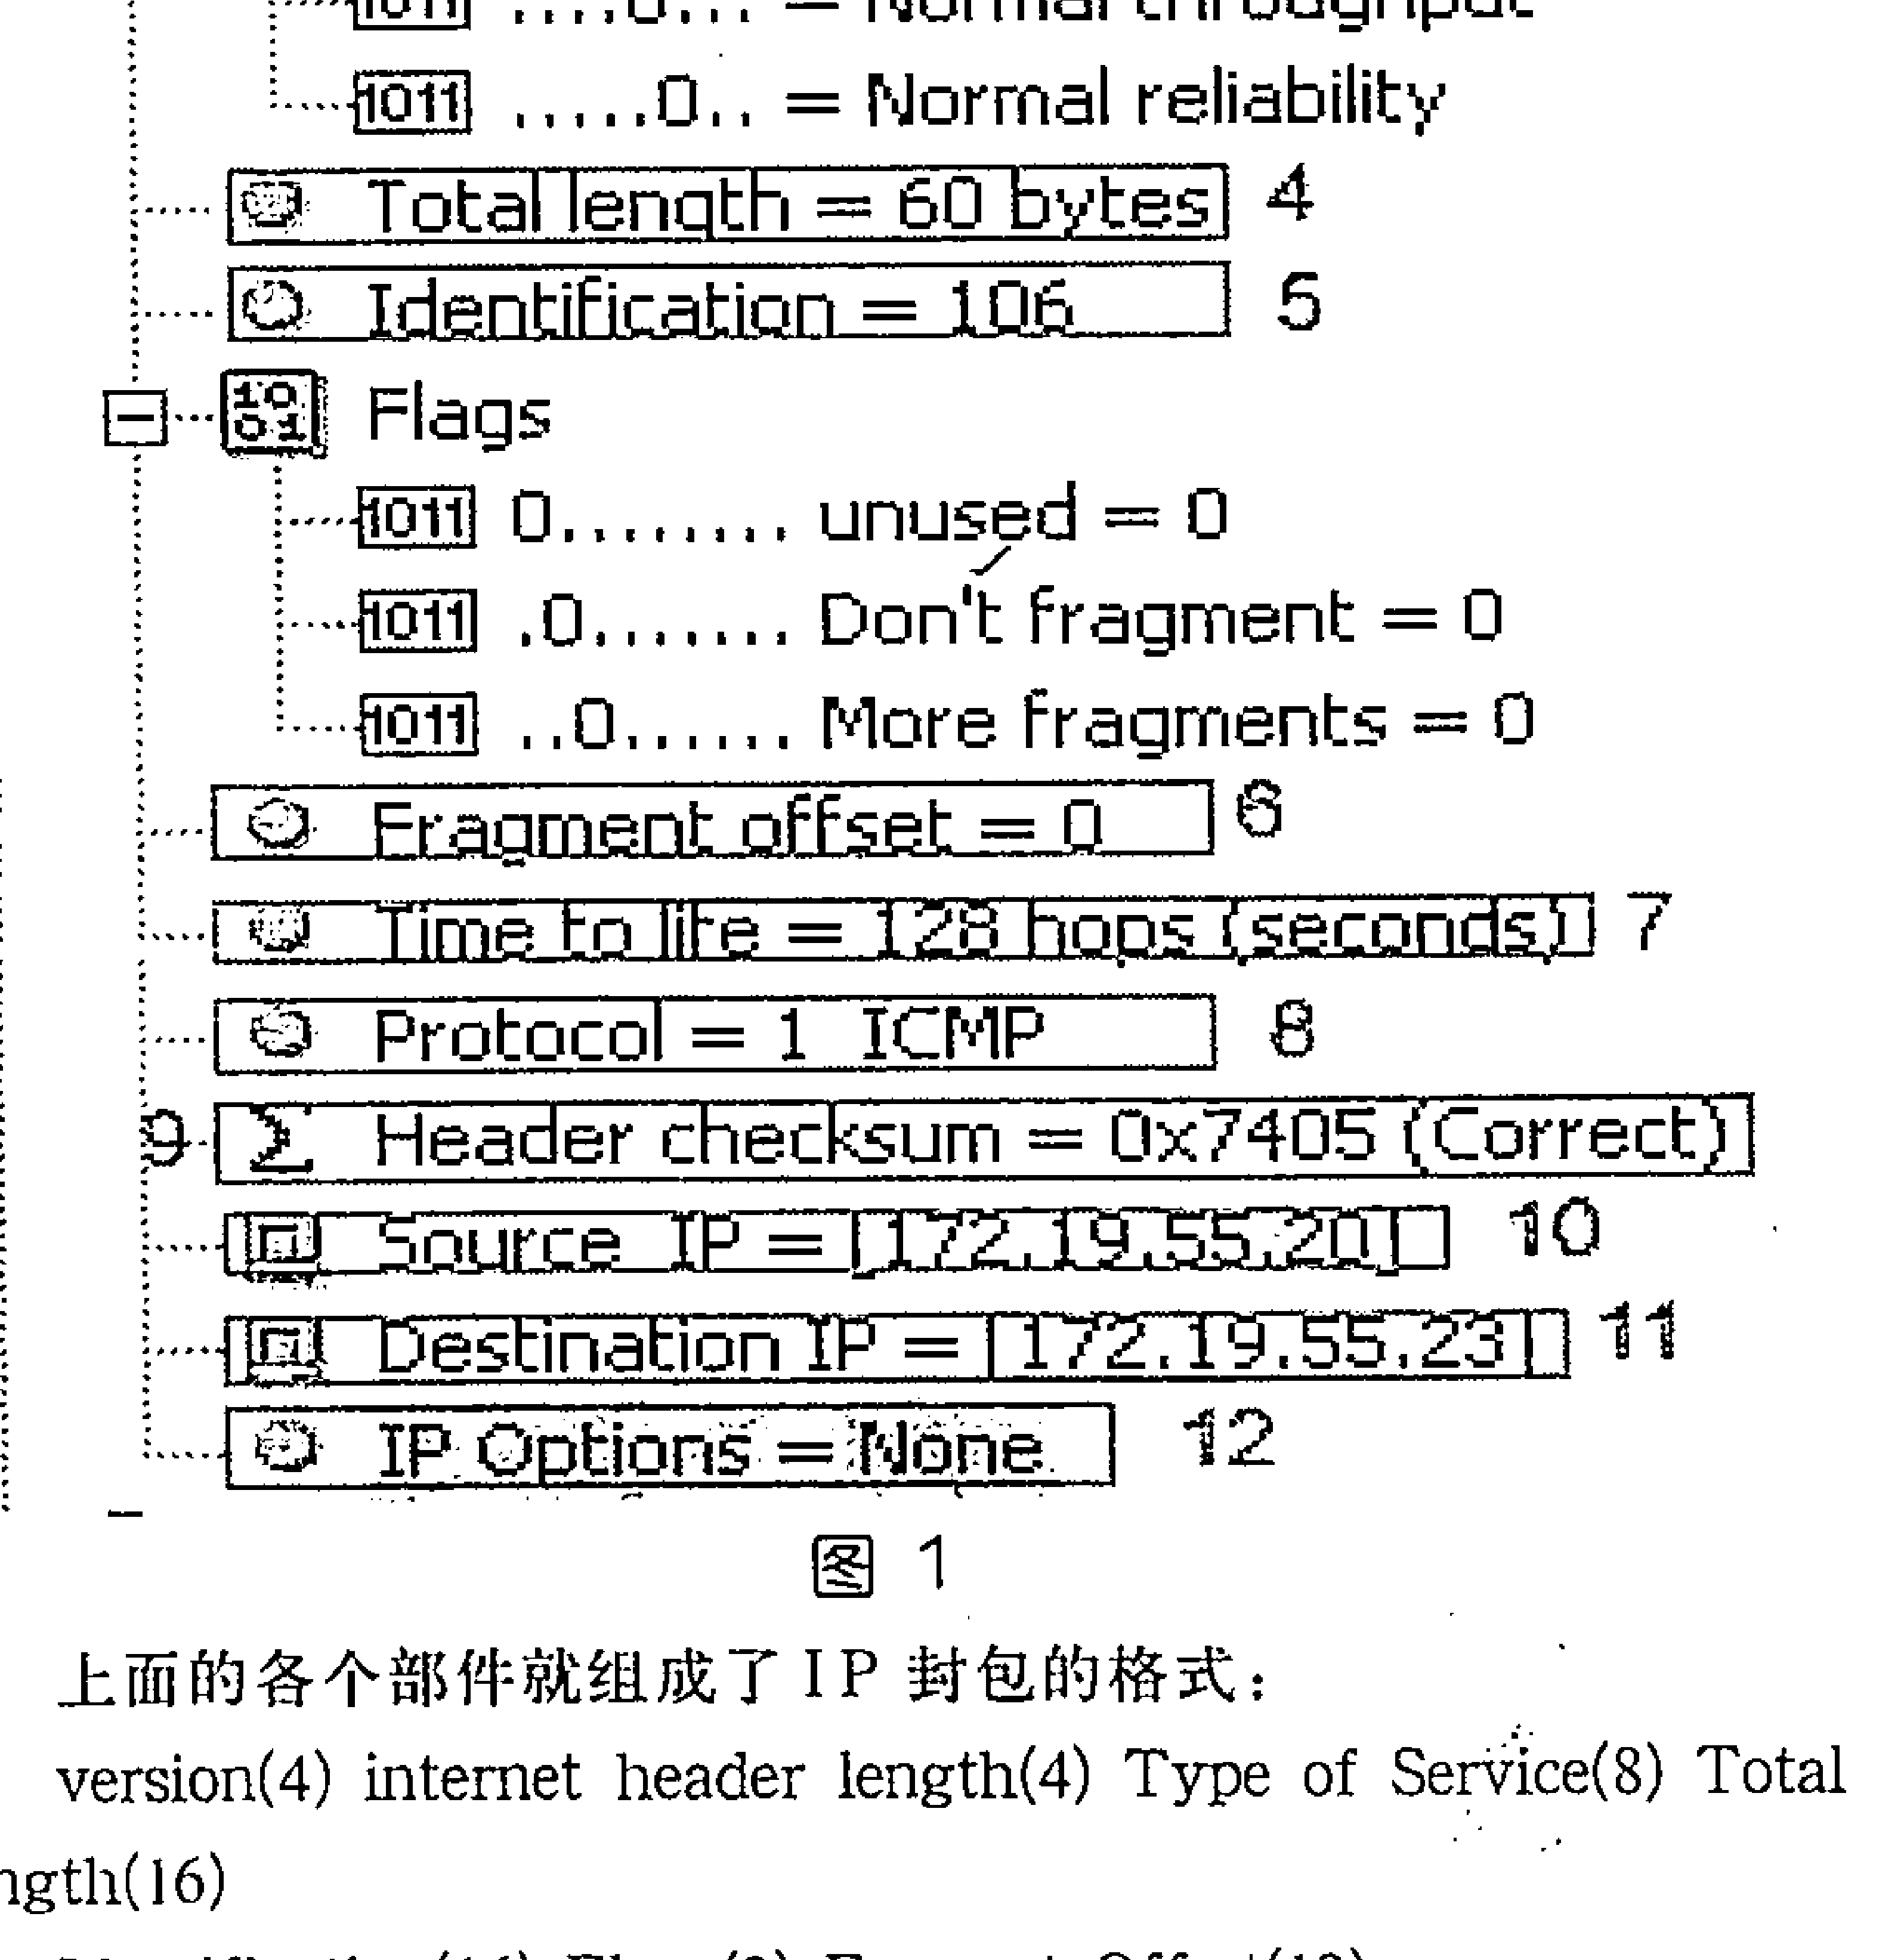 1011 ....0... = Normal throughput
1011 .....0.. = Normal reliability
Total length = 60 bytes 4
Identification = 106 5
Flags
1011 0........ unused = 0
1011 .0....... Don't fragment = 0
1011 ..0...... More fragments = 0
Fragment offset = 0 6
Time to life = 128 hops (seconds) 7
Protocol = 1 ICMP 8
9 Header checksum = 0x7405 (Correct)
Source IP = [172.19.55.20] 10
Destination IP = [172.19.55.23] 11
IP Options = None 12
图 1
上面的各个部件就组成了 IP 封包的格式：
version(4) internet header length(4) Type of Service(8) Total
ngth(16)